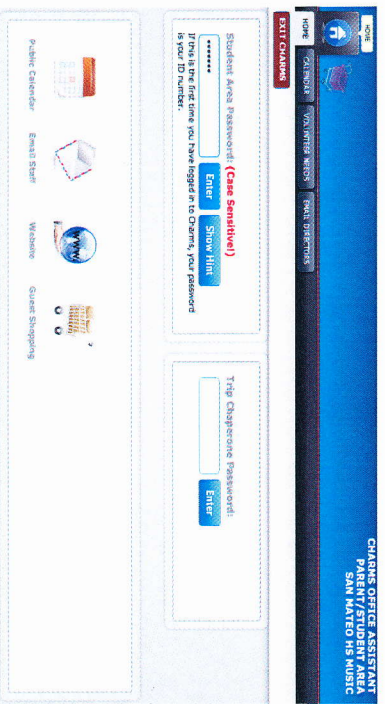 HOME
CHARMS OFFICE ASSISTANT
PARENT/STUDENT AREA
SAN MATEO HS MUSIC
HOME
CALENDAR
VOLUNTEER NEEDS
EMAIL DIRECTORS
EXIT CHARMS
Student Area Password: (Case Sensitive!)
•••••••
Enter
Show Hint
If this is the first time you have logged in to Charms, your password
is your ID number.
Trip Chaperone Password:
Enter
WWW
Public Calendar
Email Staff
Website
Guest Shopping